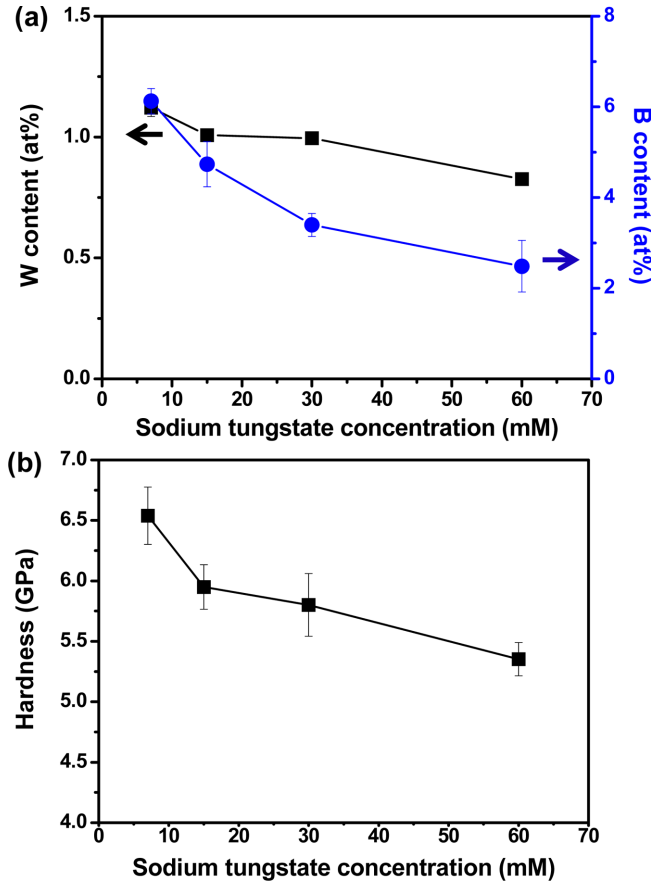 (a)
1.5
1.0
0.5
0.0
W content (at%)
8
6
4
2
0
B content (at%)
0 10 20 30 40 50 60 70
Sodium tungstate concentration (mM)
(b)
7.0
6.5
6.0
5.5
5.0
4.5
4.0
Hardness (GPa)
0 10 20 30 40 50 60 70
Sodium tungstate concentration (mM)